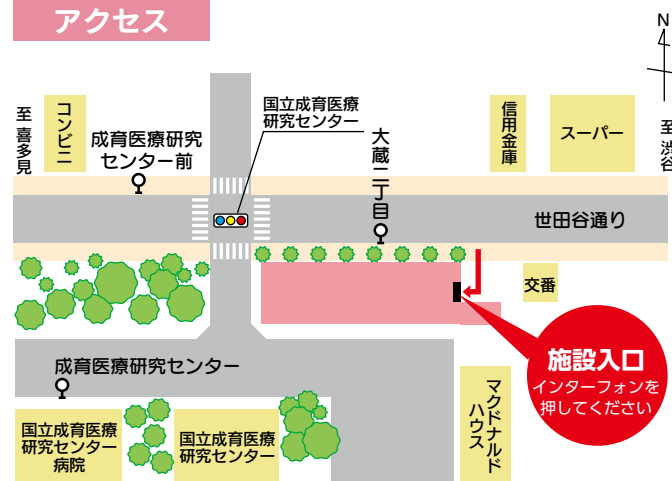 アクセス
N
至 喜多見
コンビニ
成育医療研究
センター前
国立成育医療
研究センター
大蔵二丁目
信用金庫
スーパー
至 渋谷
世田谷通り
交番
施設入口
インターフォンを
押してください
成育医療研究センター
国立成育医療
研究センター
病院
国立成育医療
研究センター
マクドナルド
ハウス